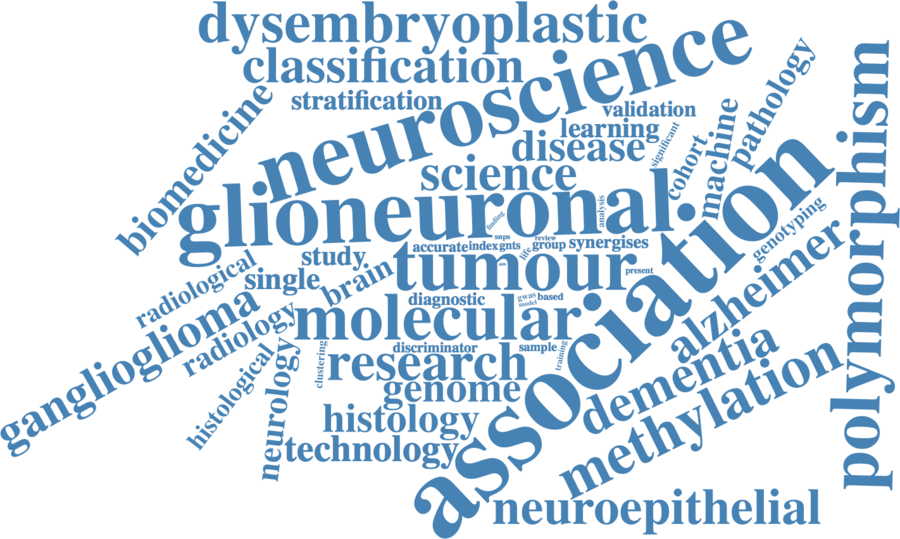 dysembryoplastic
classification
neuroscience
stratification
validation
learning
significant
disease
science
cohort
machine
pathology
biomedicine
glioneuronal
finding
analysis
polymorphism
association
snps
review
accurate
index
gnts
life
group
synergises
genotyping
study
tumour
present
radiological
single
brain
alzheimer
diagnostic
gwas
based
model
ganglioglioma
radiology
molecular
discriminator
sample
training
histological
neurology
clustering
research
genome
dementia
methylation
histology
technology
neuroepithelial